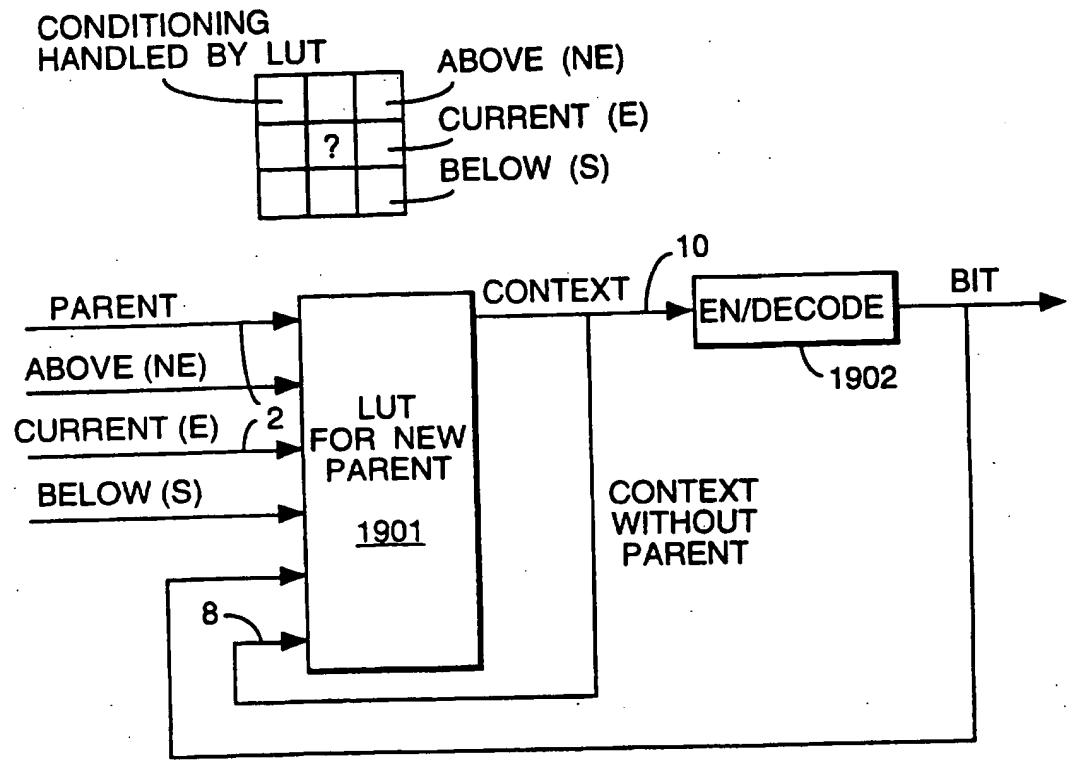 CONDITIONING
HANDLED BY LUT
ABOVE (NE)
CURRENT (E)
?
BELOW (S)
10
PARENT
CONTEXT
BIT
EN/DECODE
ABOVE (NE)
1902
2
CURRENT (E)
LUT
FOR NEW
PARENT
BELOW (S)
1901
CONTEXT
WITHOUT
PARENT
8